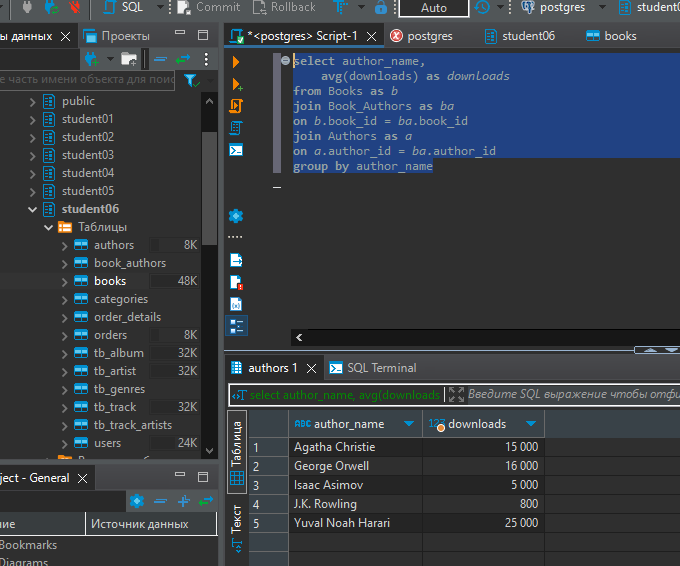 SQL Commit Rollback Auto postgres student0
ы данных Проекты
*<postgres> Script-1 postgres student06 books
е часть имени объекта для пои
public
student01
student02
student03
student04
student05
student06
Таблицы
authors 8K
book_authors
books 48K
categories
order_details
orders 8K
tb_album 32K
tb_artist 32K
tb_genres
tb_track 32K
tb_track_artists
users 24K
select author_name,
avg(downloads) as downloads
from Books as b
join Book_Authors as ba
on b.book_id = ba.book_id
join Authors as a
on a.author_id = ba.author_id
group by author_name
ject - General
ние Источник данных
Bookmarks
Diagrams
authors 1 SQL Terminal
select author_name, avg(downloads Введите SQL выражение чтобы отфи
Таблица
Текст
ABC author_name 123 downloads
1 Agatha Christie 15 000
2 George Orwell 16 000
3 Isaac Asimov 5 000
4 J.K. Rowling 800
5 Yuval Noah Harari 25 000